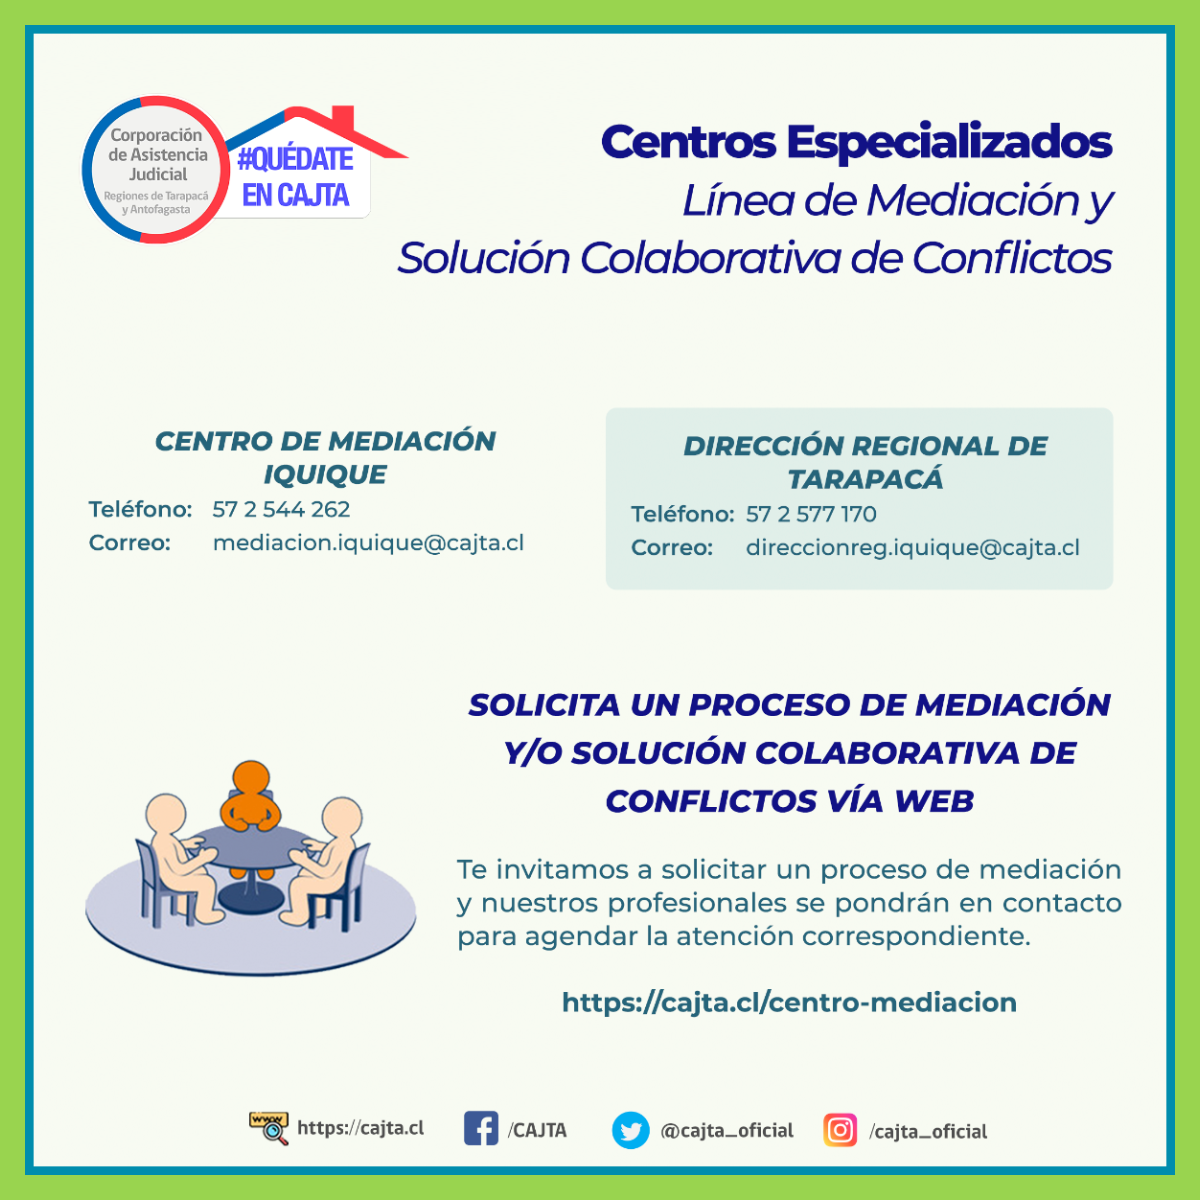 Corporación
de Asistencia
Judicial
Regiones de Tarapacá
y Antofagasta
#QUÉDATE
EN CAJTA
Centros Especializados
Línea de Mediación y
Solución Colaborativa de Conflictos
CENTRO DE MEDIACIÓN
IQUIQUE
Teléfono: 57 2 544 262
Correo: mediacion.iquique@cajta.cl
DIRECCIÓN REGIONAL DE
TARAPACÁ
Teléfono: 57 2 577 170
Correo: direccionreg.iquique@cajta.cl
SOLICITA UN PROCESO DE MEDIACIÓN
Y/O SOLUCIÓN COLABORATIVA DE
CONFLICTOS VÍA WEB
Te invitamos a solicitar un proceso de mediación
y nuestros profesionales se pondrán en contacto
para agendar la atención correspondiente.
https://cajta.cl/centro-mediacion
www https://cajta.cl /CAJTA @cajta_oficial /cajta_oficial